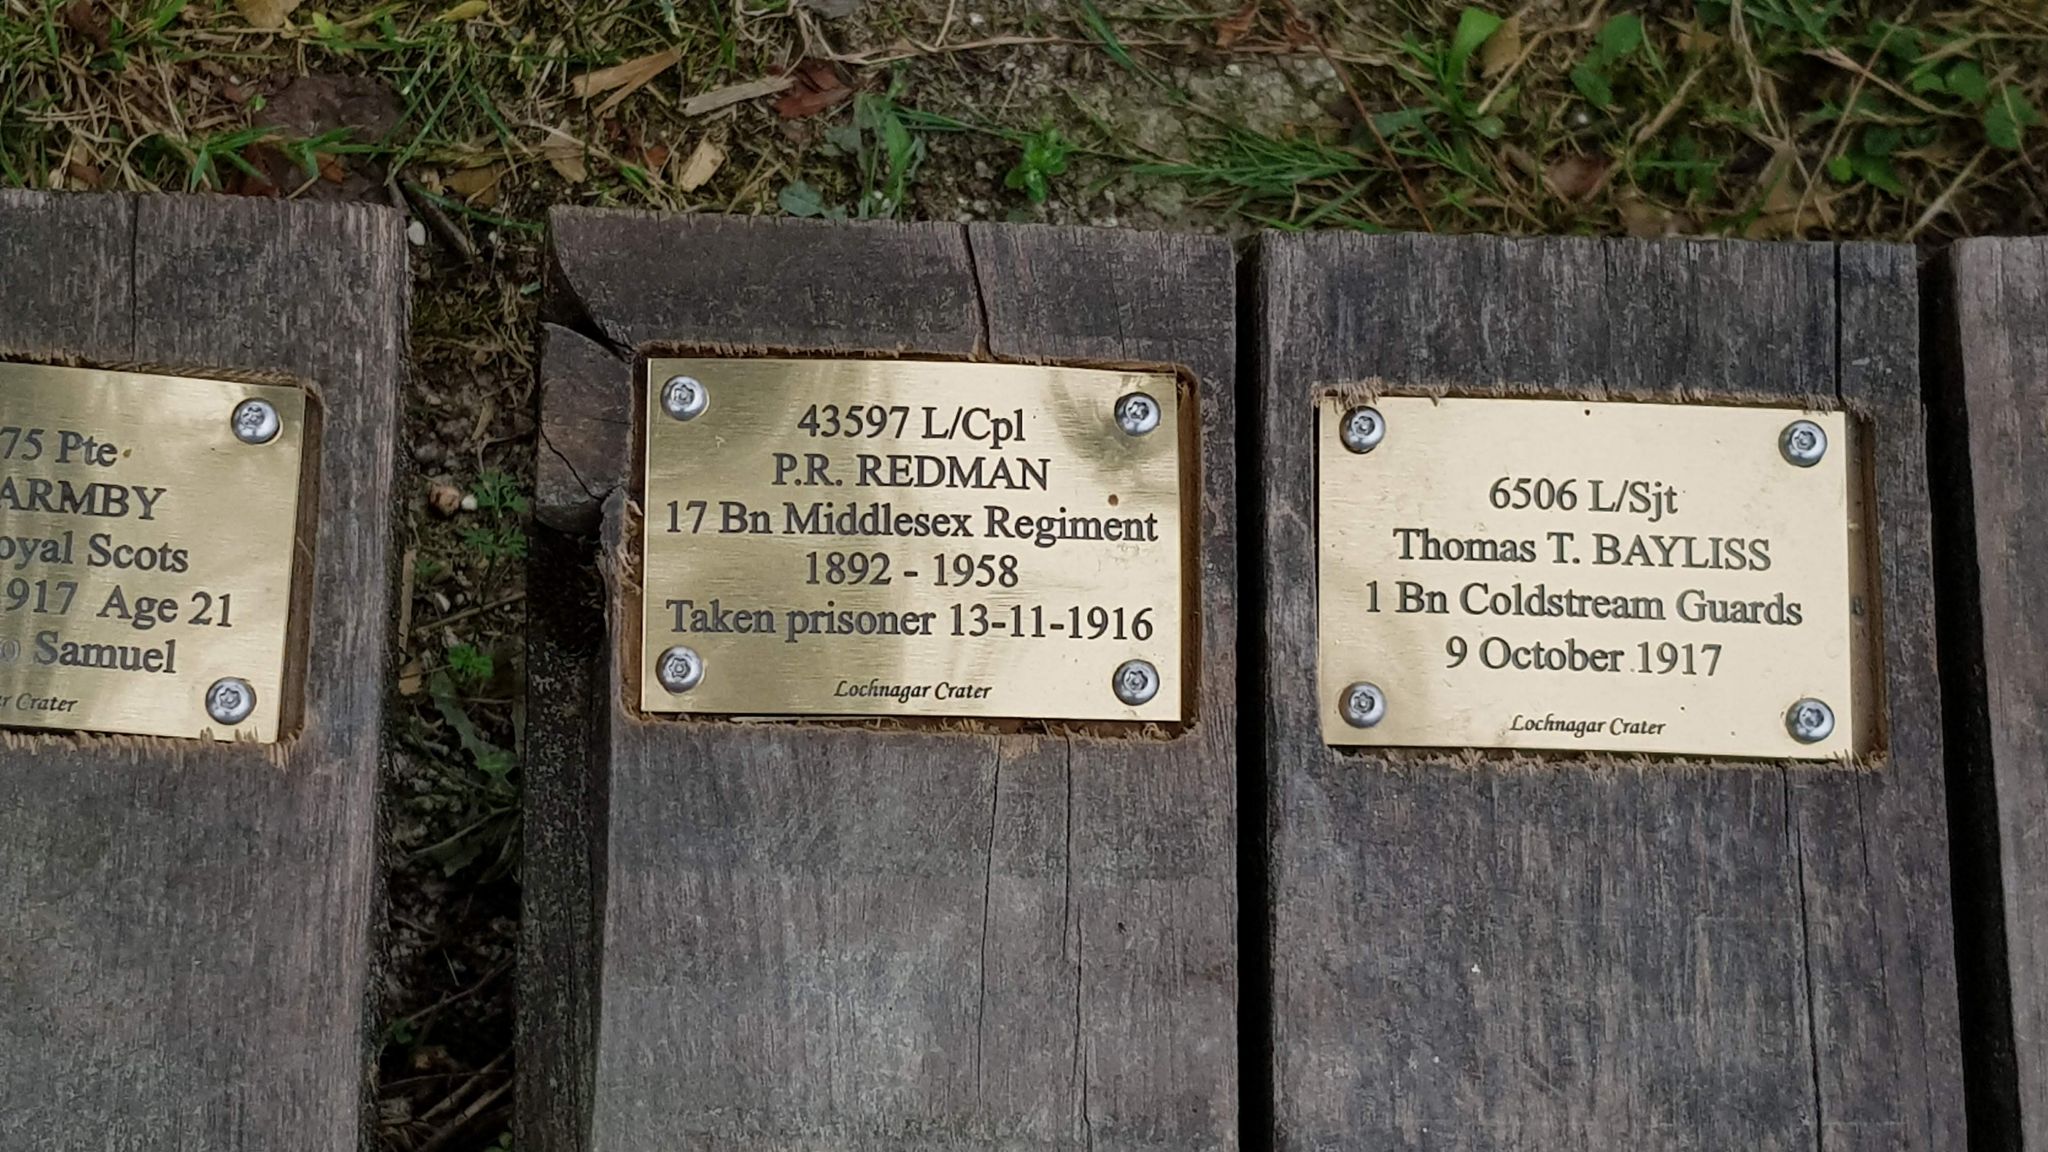 75 Pte
ARMBY
oyal Scots
1917 Age 21
o Samuel
r Crater
43597 L/Cpl
P.R. REDMAN
17 Bn Middlesex Regiment
1892 - 1958
Taken prisoner 13-11-1916
Lochnagar Crater
6506 L/Sjt
Thomas T. BAYLISS
1 Bn Coldstream Guards
9 October 1917
Lochnagar Crater